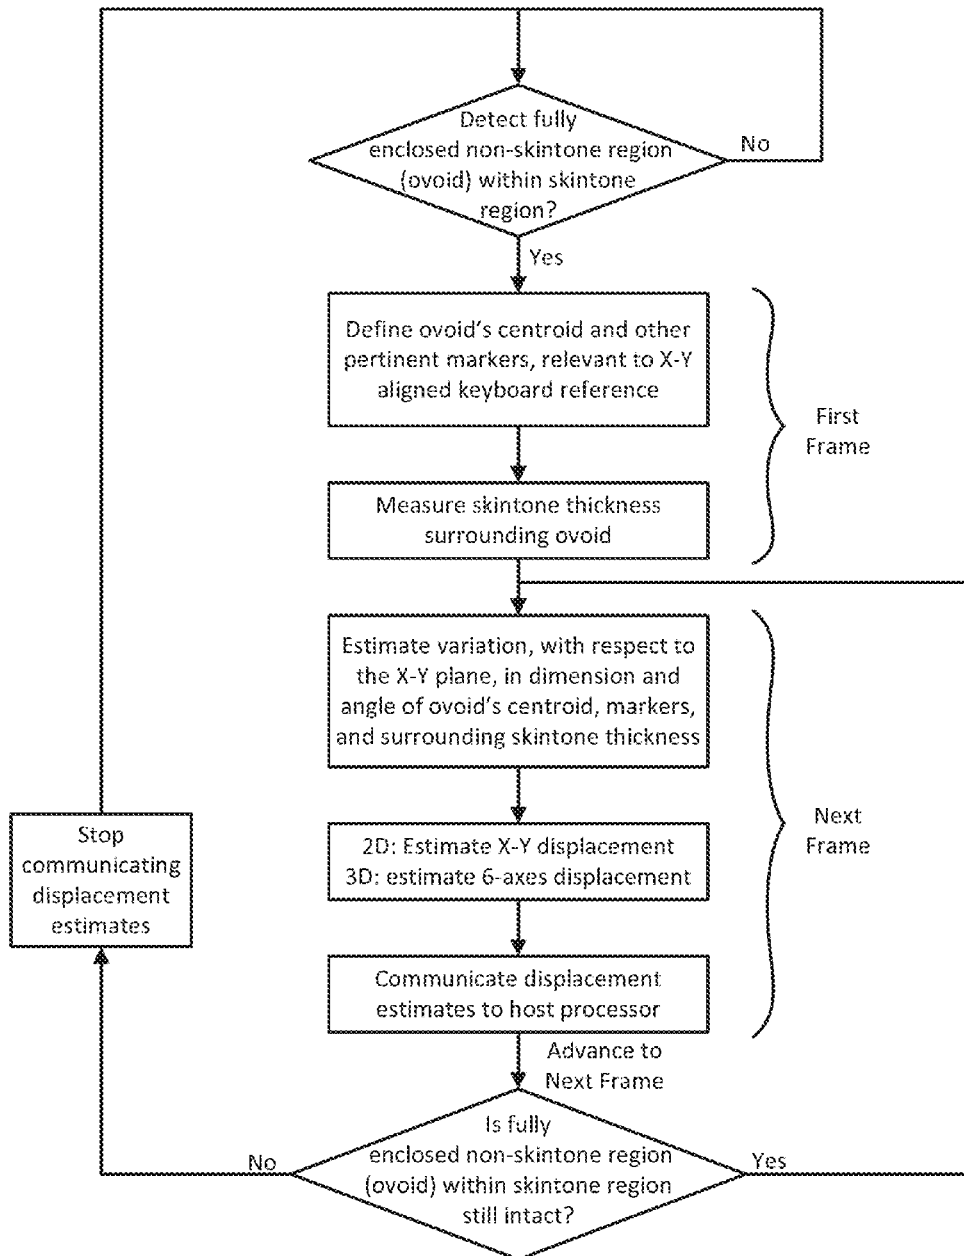 Detect fully
enclosed non-skintone region
(ovoid) within skintone
region?
No
Yes
Define ovoid's centroid and other
pertinent markers, relevant to X-Y
aligned keyboard reference
First
Frame
Measure skintone thickness
surrounding ovoid
Estimate variation, with respect to
the X-Y plane, in dimension and
angle of ovoid's centroid, markers,
and surrounding skintone thickness
2D: Estimate X-Y displacement
3D: estimate 6-axes displacement
Next
Frame
Stop
communicating
displacement
estimates
Communicate displacement
estimates to host processor
Advance to
Next Frame
Is fully
enclosed non-skintone region
(ovoid) within skintone region
still intact?
No
Yes